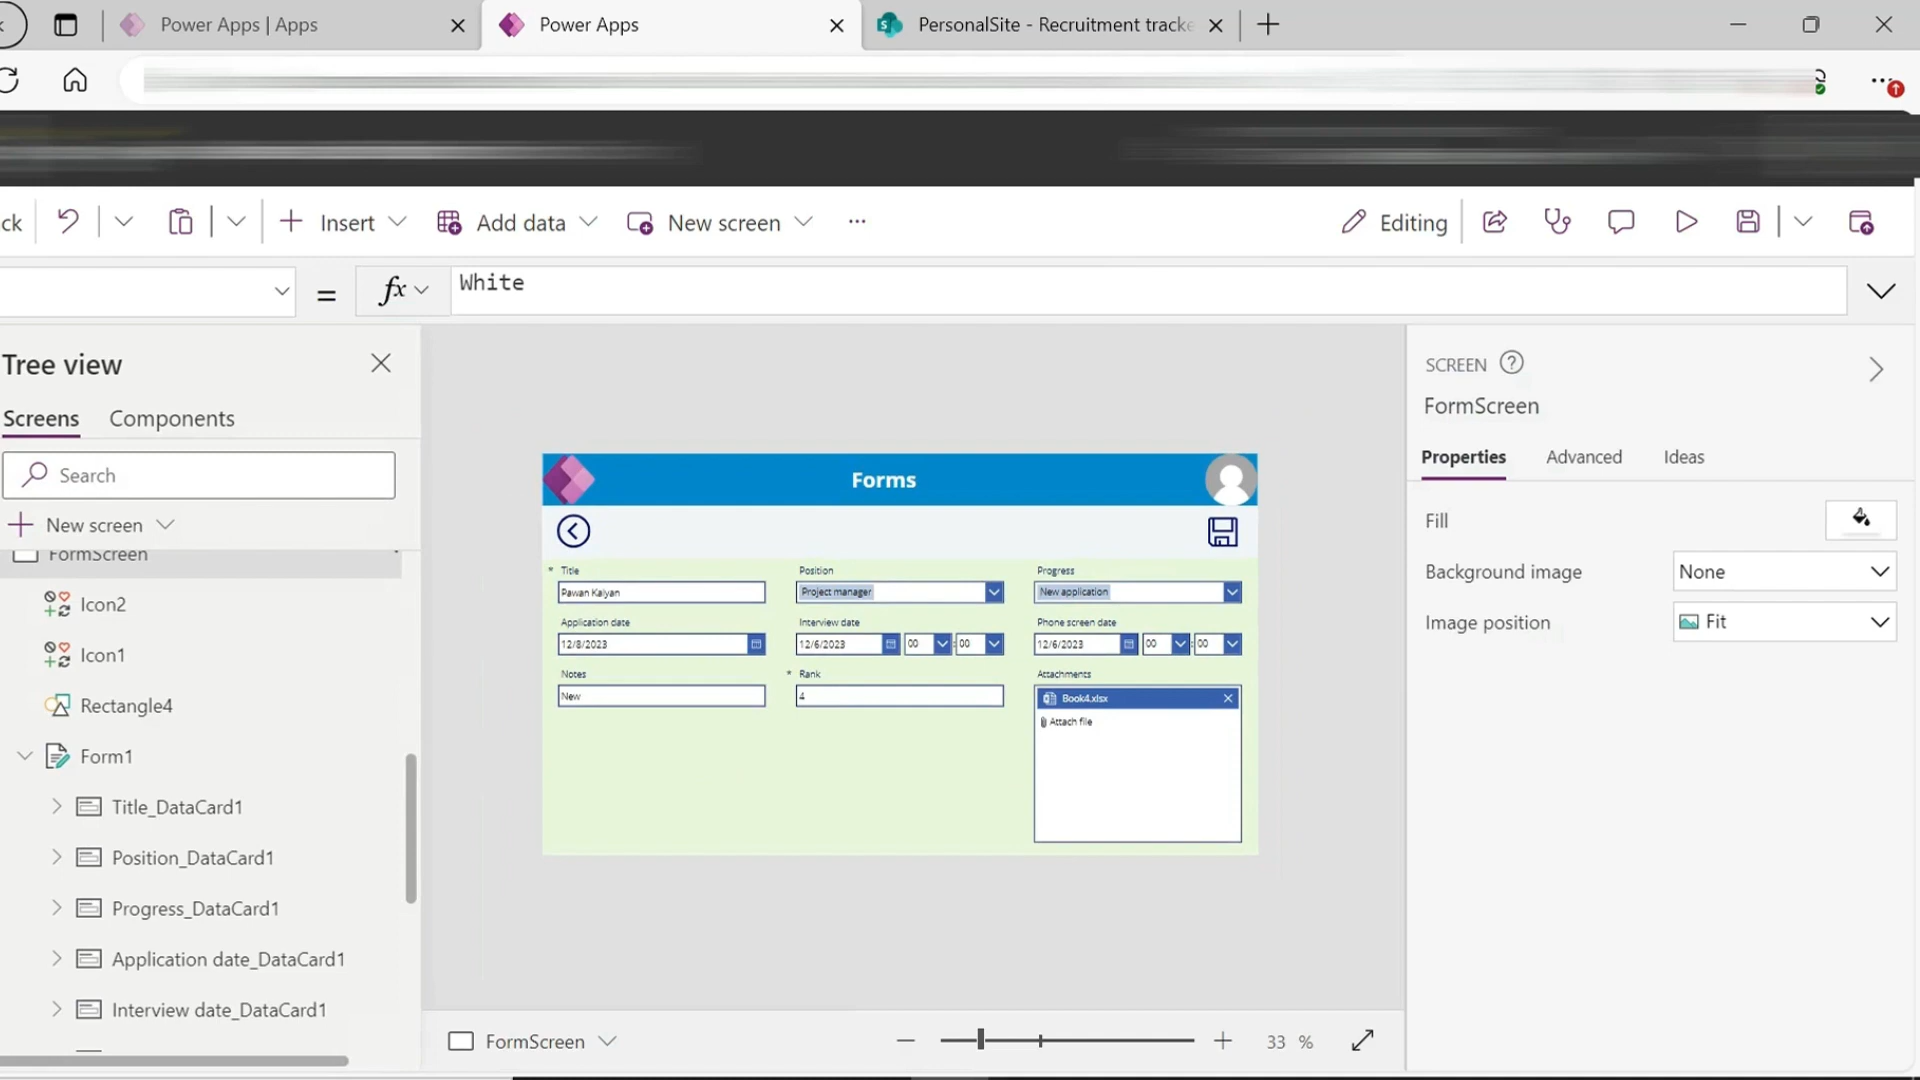 Power Apps | Apps
Power Apps
PersonalSite - Recruitment tracke
ck
Insert
Add data
New screen
...
Editing
=
fx
White
Tree view
Screens
Components
Search
New screen
FormScreen
Icon2
Icon1
Rectangle4
Form1
Title_DataCard1
Position_DataCard1
Progress_DataCard1
Application date_DataCard1
Interview date_DataCard1
Forms
* Title
Position
Progress
Pawan Kalyan
Project manager
New application
Application date
Interview date
Phone screen date
12/8/2023
12/6/2023
00
:
00
12/6/2023
00
:
00
Notes
* Rank
Attachments
New
4
Book4.xlsx
Attach file
FormScreen
33 %
SCREEN
FormScreen
Properties
Advanced
Ideas
Fill
Background image
None
Image position
Fit